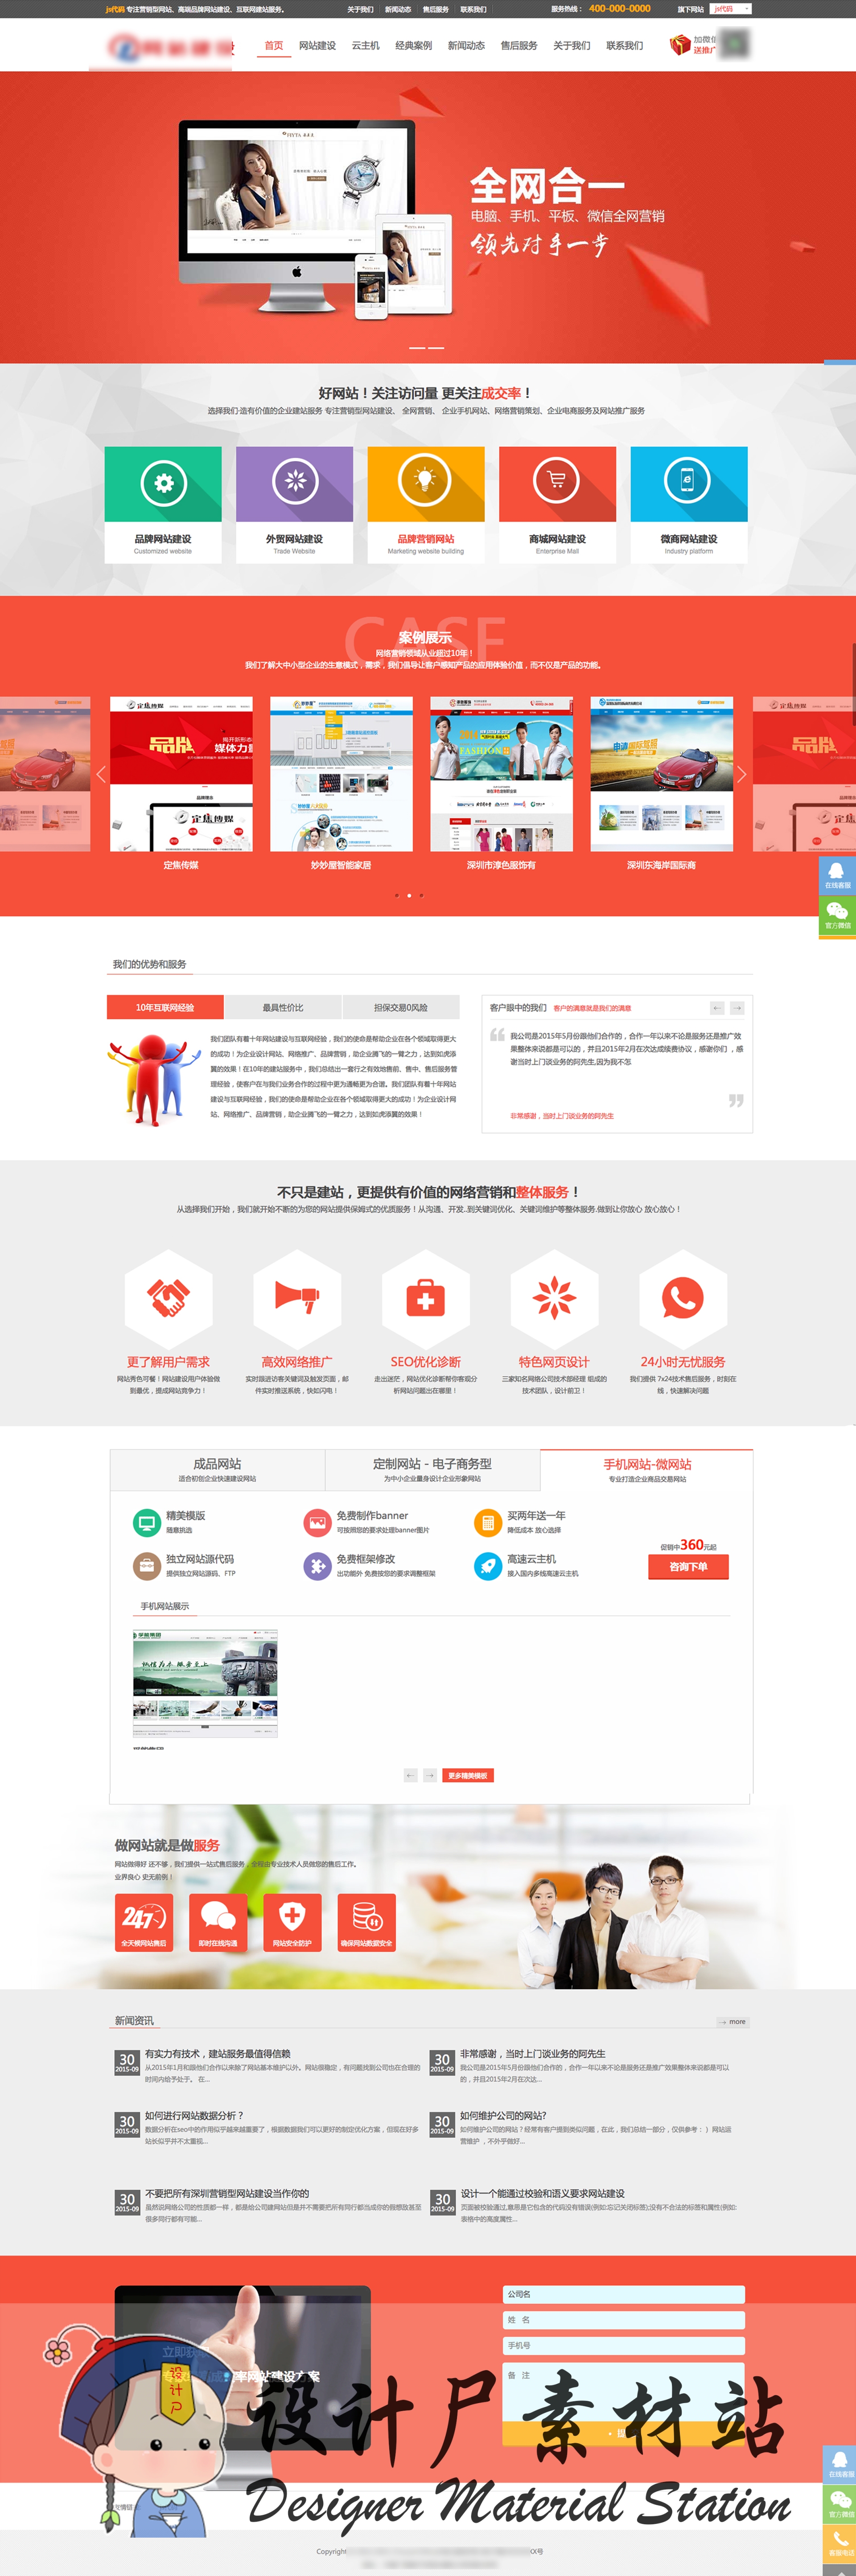 js代码 专注营销型网站、高端品牌网站建设、互联网建站服务。
关于我们 新闻动态 售后服务 联系我们
服务热线： 400-000-0000
旗下网站 js代码
首页 网站建设 云主机 经典案例 新闻动态 售后服务 关于我们 联系我们
加微信
送推广
全网合一
电脑、手机、平板、微信全网营销
领先对手一步
好网站！关注访问量 更关注成交率！
选择我们·造有价值的企业建站服务 专注营销型网站建设、 全网营销、 企业手机网站、网络营销策划、企业电商服务及网站推广服务
品牌网站建设
Customized website
外贸网站建设
Trade Website
品牌营销网站
Marketing website building
商城网站建设
Enterprise Mall
微商网站建设
Industry platform
CASE
案例展示
网络营销领域从业超过10年！
我们了解大中小型企业的生意模式，需求，我们倡导让客户感知产品的应用体验价值，而不仅是产品的功能。
定焦传媒
妙妙屋智能家居
深圳市淳色服饰有
深圳东海岸国际商
在线客服
官方微信
我们的优势和服务
10年互联网经验
最具性价比
担保交易0风险
我们团队有着十年网站建设与互联网经验，我们的使命是帮助企业在各个领域取得更大
的成功！为企业设计网站、网络推广、品牌营销，助企业腾飞的一臂之力，达到如虎添
翼的效果！在10年的建站服务中，我们总结出一套行之有效地售前、售中、售后服务管
理经验，使客户在与我们业务合作的过程中更为通畅更为合谐。我们团队有着十年网站
建设与互联网经验，我们的使命是帮助企业在各个领域取得更大的成功！为企业设计网
站、网络推广、品牌营销，助企业腾飞的一臂之力，达到如虎添翼的效果！
客户眼中的我们 客户的满意就是我们的满意
我公司是2015年5月份跟他们合作的，合作一年以来不论是服务还是推广效
果整体来说都是可以的，并且2015年2月在次达成续费协议，感谢你们 ，感
谢当时上门谈业务的阿先生,因为我不怎
非常感谢，当时上门谈业务的阿先生
不只是建站，更提供有价值的网络营销和整体服务！
从选择我们开始，我们就开始不断的为您的网站提供保姆式的优质服务！从沟通、开发..到关键词优化、关键词维护等整体服务.做到让你放心 放心放心！
更了解用户需求
网站秀色可餐！网站建设用户体验做
到最优，提成网站竞争力！
高效网络推广
实时跟进访客关键词及触发页面，邮
件实时推送系统，快如闪电！
SEO优化诊断
走出迷茫，网站优化诊断帮你客观分
析网站问题出在哪里！
特色网页设计
三家知名网络公司技术部经理 组成的
技术团队，设计前卫！
24小时无忧服务
我们提供 7x24技术售后服务，时刻在
线，快速解决问题
成品网站
适合初创企业快速建设网站
定制网站 - 电子商务型
为中小企业量身设计企业形象网站
手机网站-微网站
专业打造企业商品交易网站
精美模版
随意挑选
免费制作banner
可按照您的要求处理banner图片
买两年送一年
降低成本 放心选择
独立网站源代码
提供独立网站源码、FTP
免费框架修改
出功能外 免费按您的要求调整框架
高速云主机
接入国内多线高速云主机
促销中360元起
咨询下单
手机网站展示
更多精美模板
做网站就是做服务
网站做得好 还不够，我们提供一站式售后服务，全程由专业技术人员做您的售后工作。
业界良心 史无前例！
24/7
全天候网站售后
即时在线沟通
网站安全防护
确保网站数据安全
新闻资讯
more
30
2015-09
有实力有技术，建站服务最值得信赖
从2015年1月和跟他们合作以来除了网站基本维护以外。网站很稳定，有问题找到公司也在合理的
时间内给予处于。 在...
30
2015-09
非常感谢，当时上门谈业务的阿先生
我公司是2015年5月份跟他们合作的，合作一年以来不论是服务还是推广效果整体来说都是可以
的，并且2015年2月在次达...
30
2015-09
如何进行网站数据分析？
数据分析在seo中的作用似乎越来越重要了，根据数据我们可以更好的制定优化方案，但现在好多
站长似乎并不太重视...
30
2015-09
如何维护公司的网站?
如何维护公司的网站？经常有客户提到类似问题，在此，我们总结一部分，仅供参考：） 网站运
营维护 ，不外乎做好...
30
2015-09
不要把所有深圳营销型网站建设当作你的
虽然说网络公司的性质都一样，都是给公司建网站但是并不需要把所有同行都当成你的假想敌甚至
很多同行都有可能...
30
2015-09
设计一个能通过校验和语义要求网站建设
页面被校验通过,意思是它包含的代码没有错误(例如:忘记关闭标签);没有不合法的标签和属性(例如:
表格中的高度属性...
公司名
姓 名
手机号
备 注
立即获
率网站建设方案
设计尸
设计尸素材站
Designer Material Station
友情链
在线客服
官方微信
客服电话
Copyright
XX号